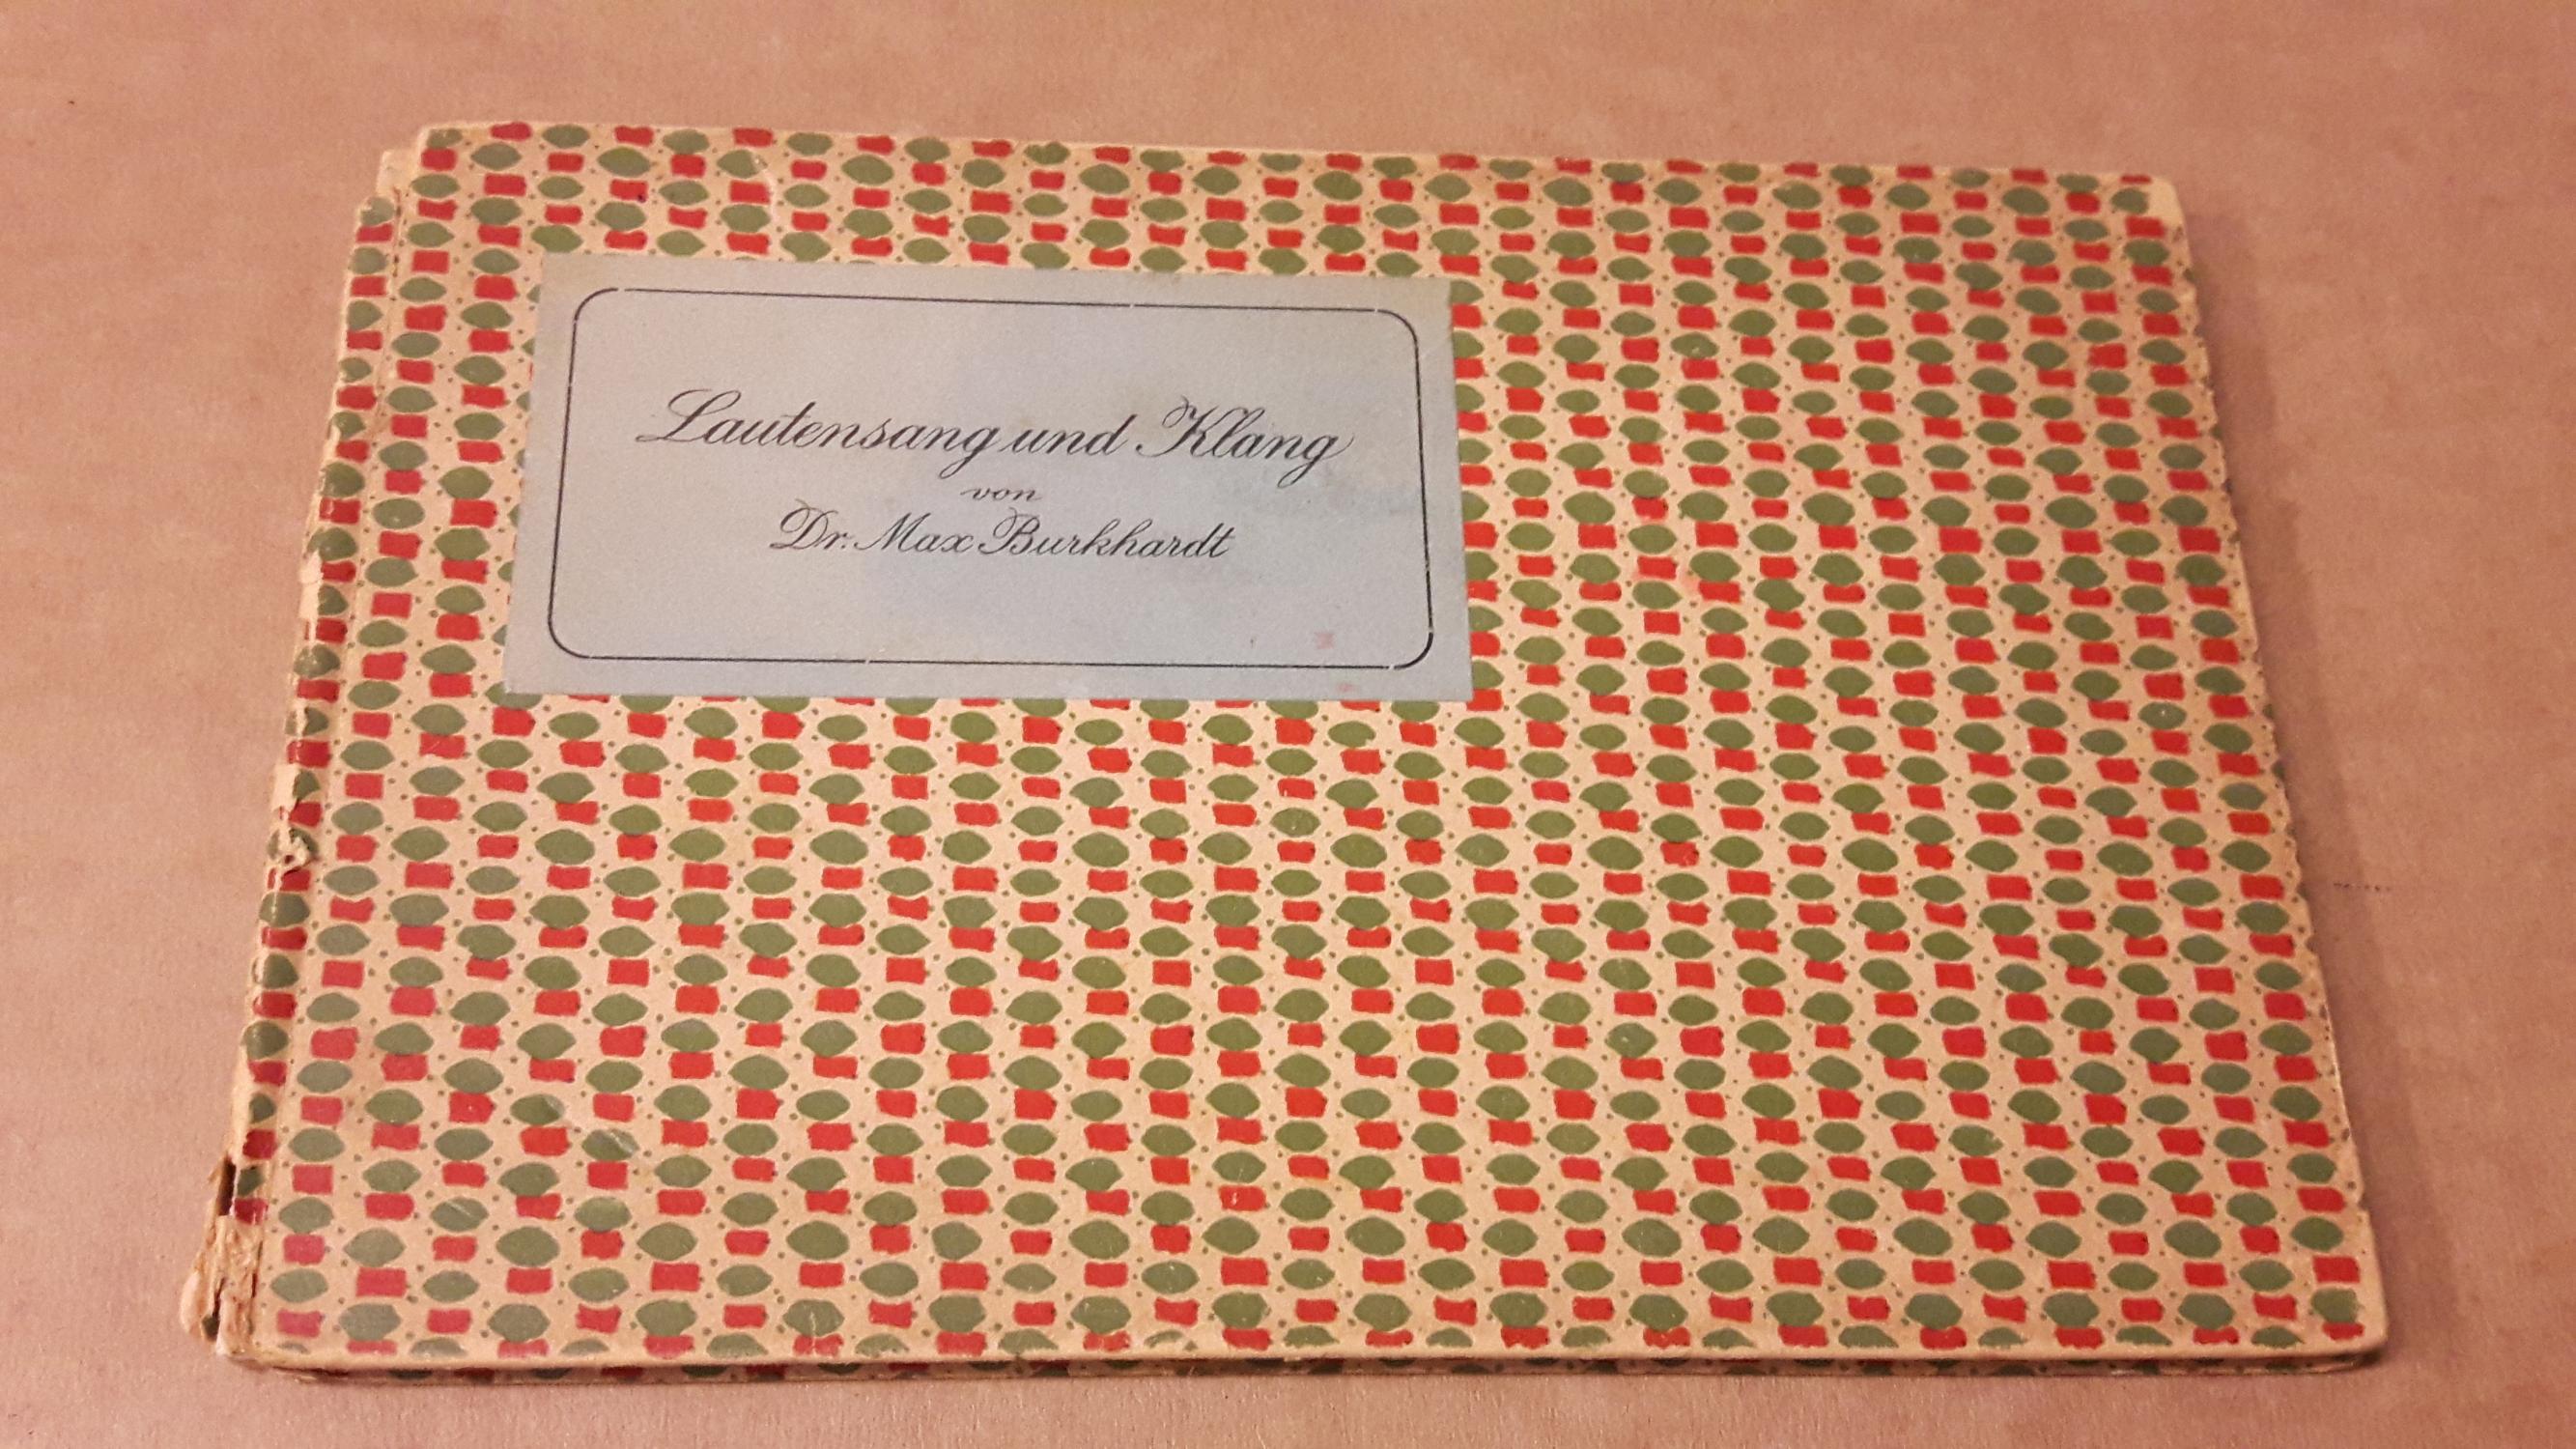 Lautensang und Klang
von
Dr. Max Burkhardt